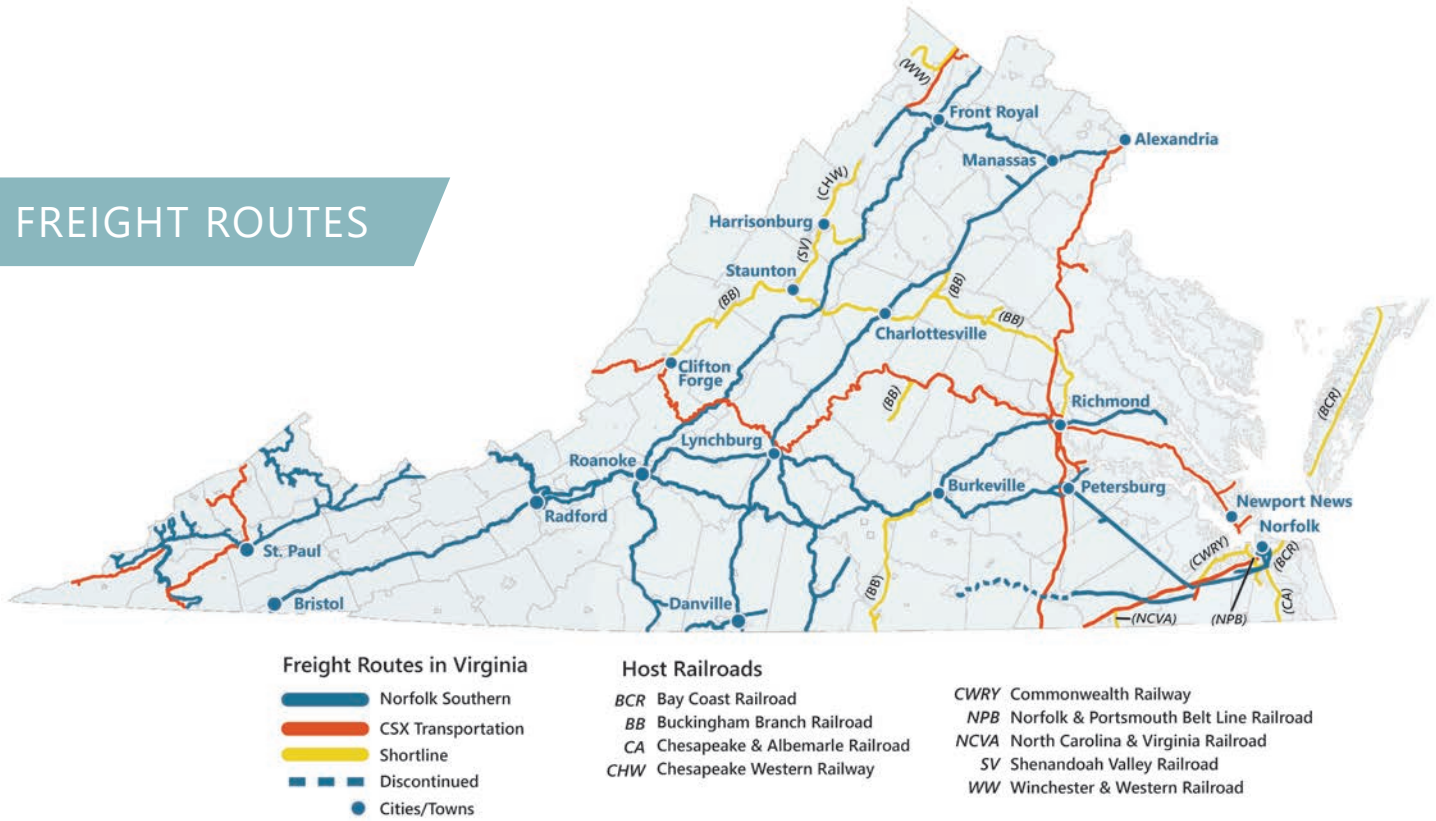 FREIGHT ROUTES
(WW)
Front Royal
Alexandria
Manassas
(CHW)
Harrisonburg
(SV)
Staunton
(BB)
(BB)
(BB)
Charlottesville
Clifton
Forge
(BB)
(BCR)
Richmond
Lynchburg
Roanoke
Burkeville
Petersburg
Radford
Newport News
Norfolk
St. Paul
(CWRY)
(BCR)
(BB)
Bristol
Danville
(CA)
(NCVA)
(NPB)
Freight Routes in Virginia
Norfolk Southern
CSX Transportation
Shortline
Discontinued
Cities/Towns
Host Railroads
BCR Bay Coast Railroad
BB Buckingham Branch Railroad
CA Chesapeake & Albemarle Railroad
CHW Chesapeake Western Railway
CWRY Commonwealth Railway
NPB Norfolk & Portsmouth Belt Line Railroad
NCVA North Carolina & Virginia Railroad
SV Shenandoah Valley Railroad
WW Winchester & Western Railroad